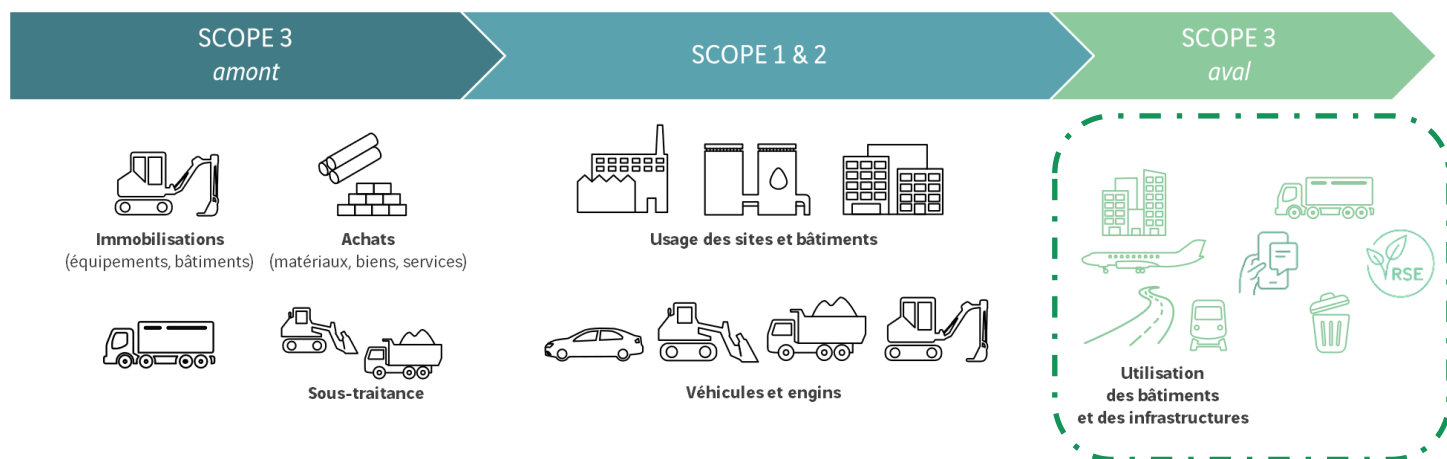 SCOPE 3
amont
SCOPE 1 & 2
SCOPE 3
aval
Immobilisations
(équipements, bâtiments)
Achats
(matériaux, biens, services)
Usage des sites et bâtiments
RSE
Sous-traitance
Véhicules et engins
Utilisation
des bâtiments
et des infrastructures